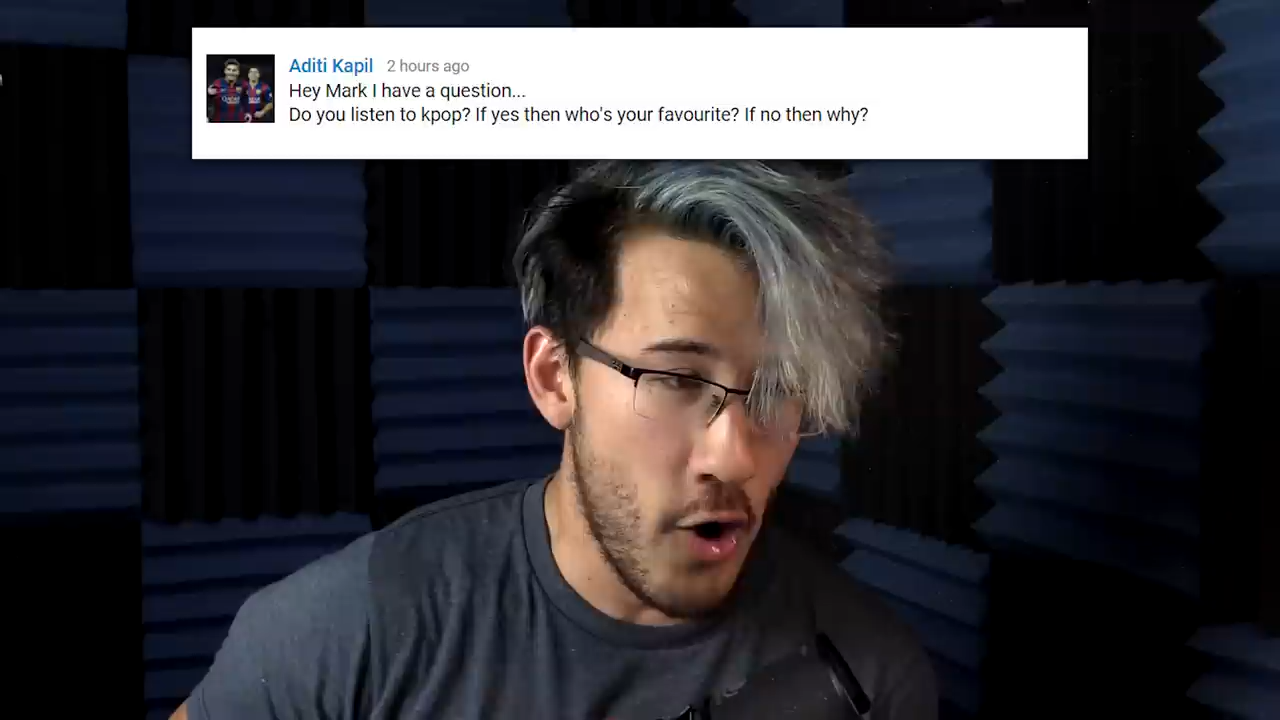 Aditi Kapil 2 hours ago
Hey Mark I have a question...
Do you listen to kpop? If yes then who's your favourite? If no then why?